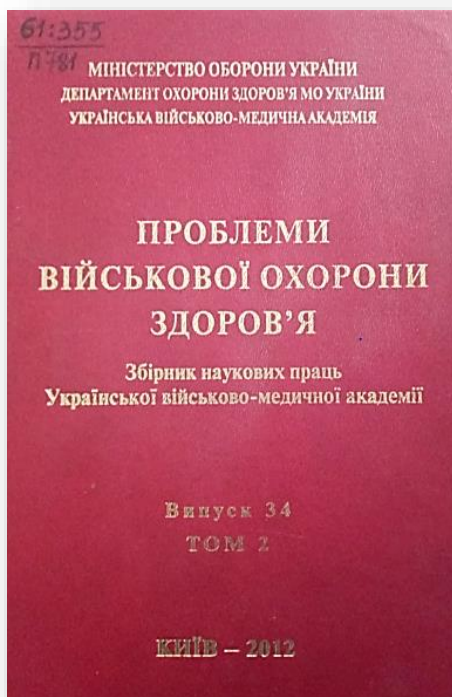 61:355
П781
МІНІСТЕРСТВО ОБОРОНИ УКРАЇНИ
ДЕПАРТАМЕНТ ОХОРОНИ ЗДОРОВ'Я МО УКРАЇНИ
УКРАЇНСЬКА ВІЙСЬКОВО-МЕДИЧНА АКАДЕМІЯ
ПРОБЛЕМИ
ВІЙСЬКОВОЇ ОХОРОНИ
ЗДОРОВ'Я
Збірник наукових праць
Української військово-медичної академії
Випуск 34
ТОМ 2
КИЇВ – 2012